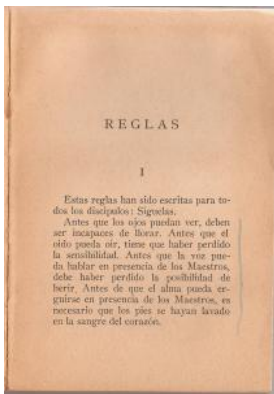 REGLAS
I
Estas reglas han sido escritas para to-
dos los discípulos: Síguelas.
Antes que los ojos puedan ver, deben
ser incapaces de llorar. Antes que el
oído pueda oir, tiene que haber perdido
la sensibilidad. Antes que la voz pue-
da hablar en presencia de los Maestros,
debe haber perdido la posibilidad de
herir. Antes de que el alma pueda er-
guirse en presencia de los Maestros, es
necesario que los pies se hayan lavado
en la sangre del corazón.